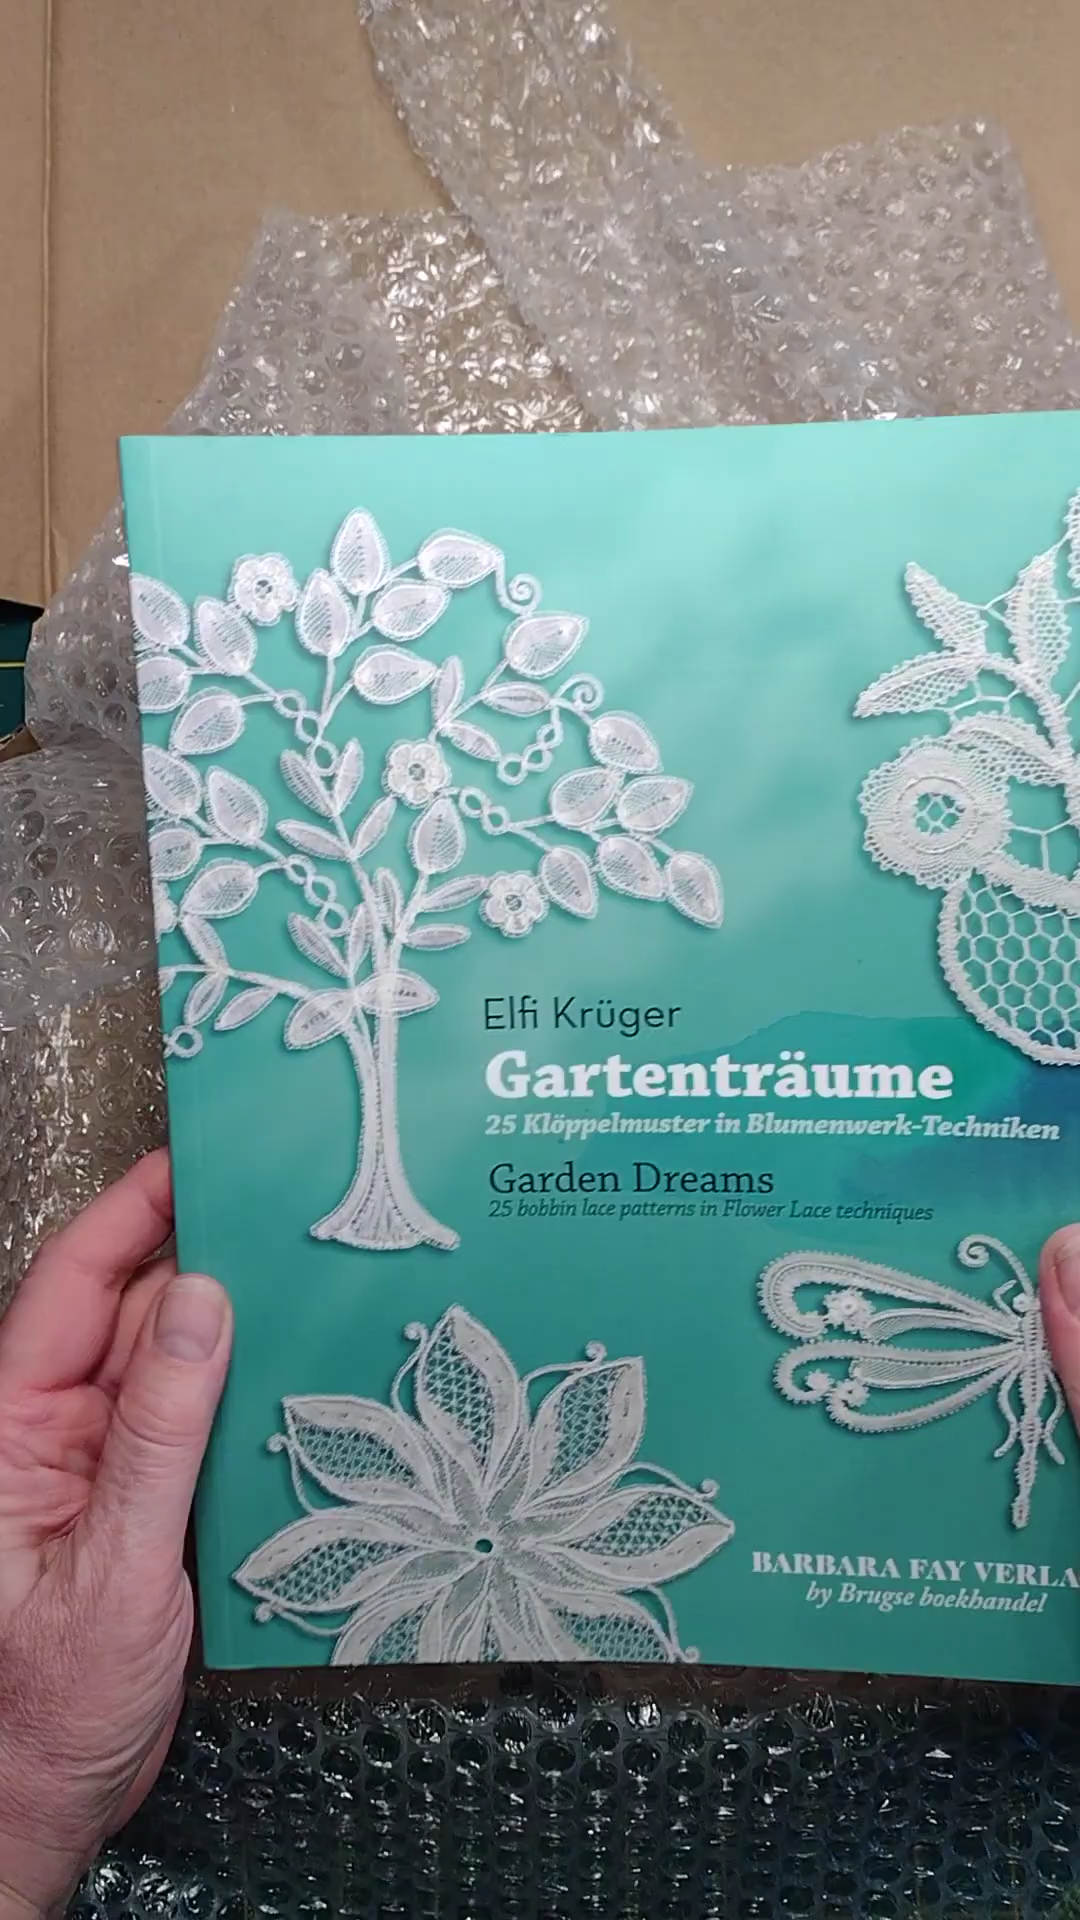 Elfi Krüger
Gartenträume
25 Klöppelmuster in Blumenwerk-Techniken
Garden Dreams
25 bobbin lace patterns in Flower Lace techniques
BARBARA FAY VERLA
by Brugse boekhandel